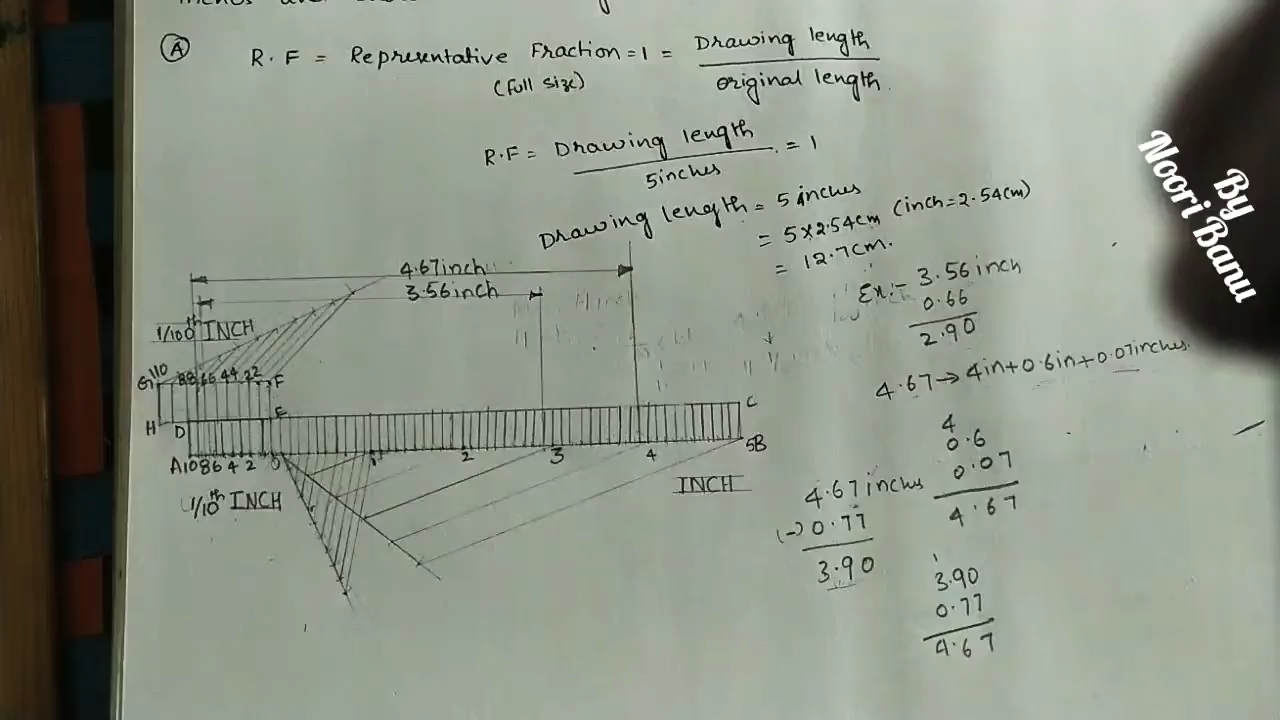 Ⓐ R.F = Representative Fraction = 1 = Drawing length
(Full size) original length
R.F = Drawing length = 1
5inches
Drawing length = 5 inches
= 5×2.54cm (inch=2.54cm)
= 12.7cm.
4.67inch
3.56inch
1/100th INCH
G 110 88 66 44 22 F
H D E C
A 10 8 6 4 2 0 1 2 3 4 5B
1/10th INCH
INCH
Ex:- 3.56 inch
0.66
2.90
4.67→ 4in+0.6in+0.07inches.
4
0.6
0.07
4.67
4.67 inches
(-) 0.77
3.90
1
3.90
0.77
4.67
By
Noori Banu